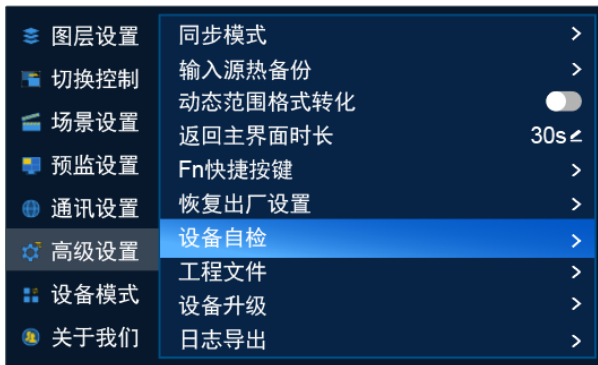 图层设置
切换控制
场景设置
预监设置
通讯设置
高级设置
设备模式
关于我们
同步模式
输入源热备份
动态范围格式转化
返回主界面时长 30s
Fn快捷按键
恢复出厂设置
设备自检
工程文件
设备升级
日志导出